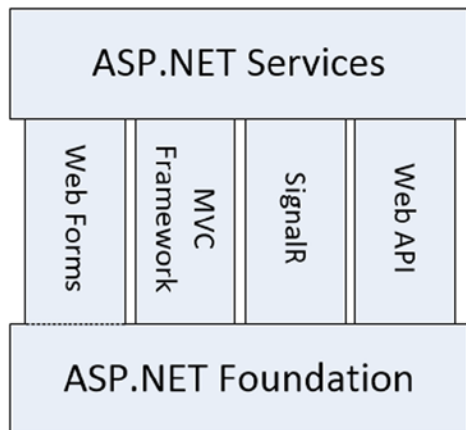 ASP.NET Services
Web Forms
MVC
Framework
SignalR
Web API
ASP.NET Foundation